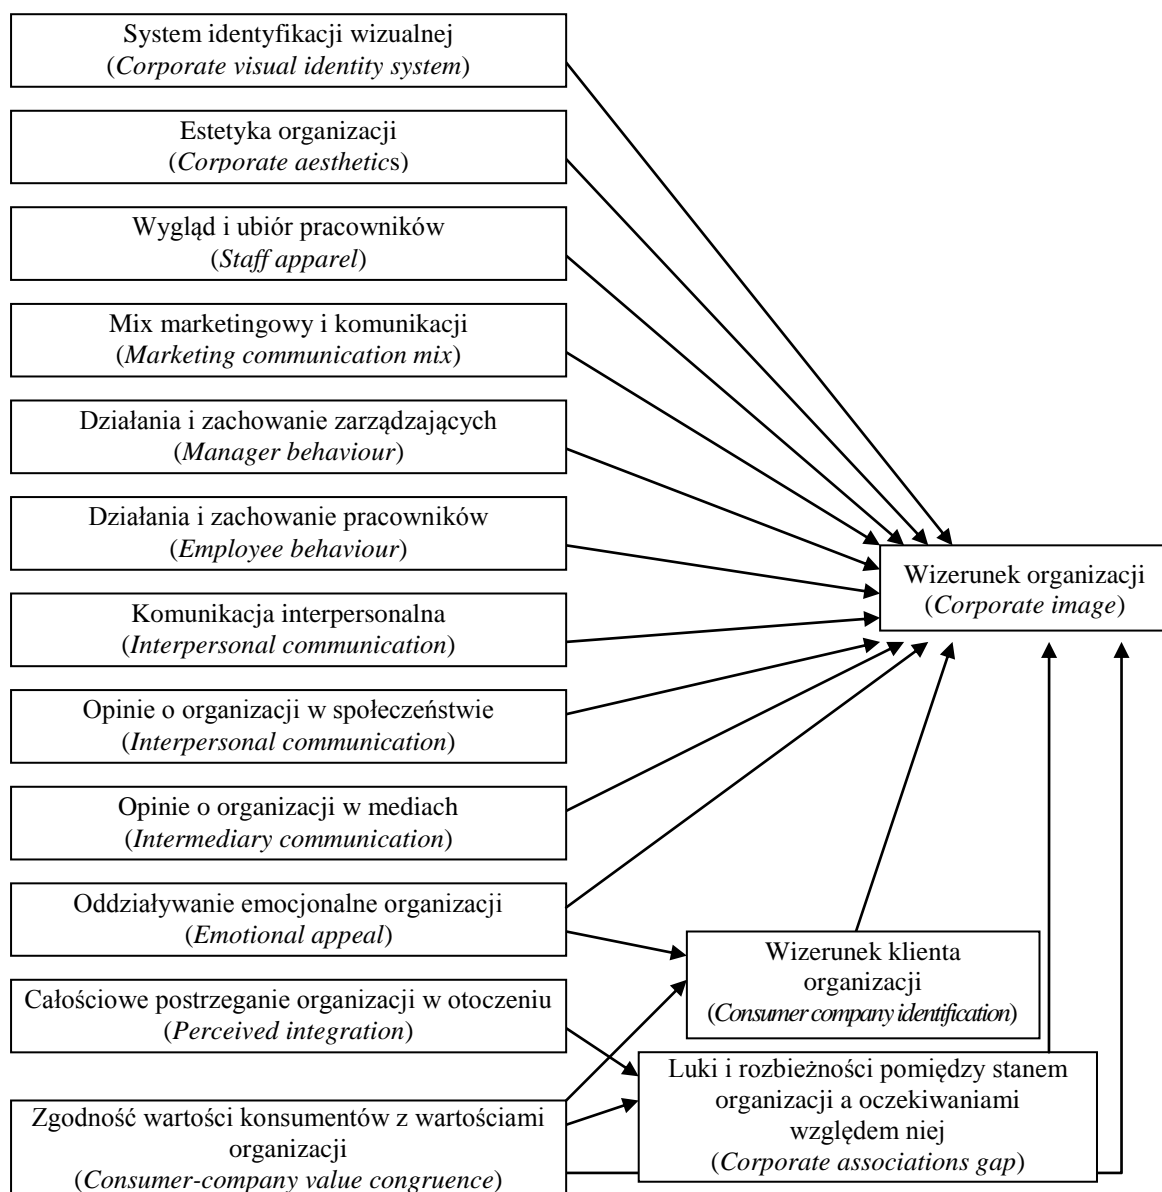 System identyfikacji wizualnej
(Corporate visual identity system)
Estetyka organizacji
(Corporate aesthetics)
Wygląd i ubiór pracowników
(Staff apparel)
Mix marketingowy i komunikacji
(Marketing communication mix)
Działania i zachowanie zarządzających
(Manager behaviour)
Działania i zachowanie pracowników
(Employee behaviour)
Komunikacja interpersonalna
(Interpersonal communication)
Opinie o organizacji w społeczeństwie
(Interpersonal communication)
Opinie o organizacji w mediach
(Intermediary communication)
Oddziaływanie emocjonalne organizacji
(Emotional appeal)
Całościowe postrzeganie organizacji w otoczeniu
(Perceived integration)
Zgodność wartości konsumentów z wartościami
organizacji
(Consumer-company value congruence)
Wizerunek organizacji
(Corporate image)
Wizerunek klienta
organizacji
(Consumer company identification)
Luki i rozbieżności pomiędzy stanem
organizacji a oczekiwaniami
względem niej
(Corporate associations gap)